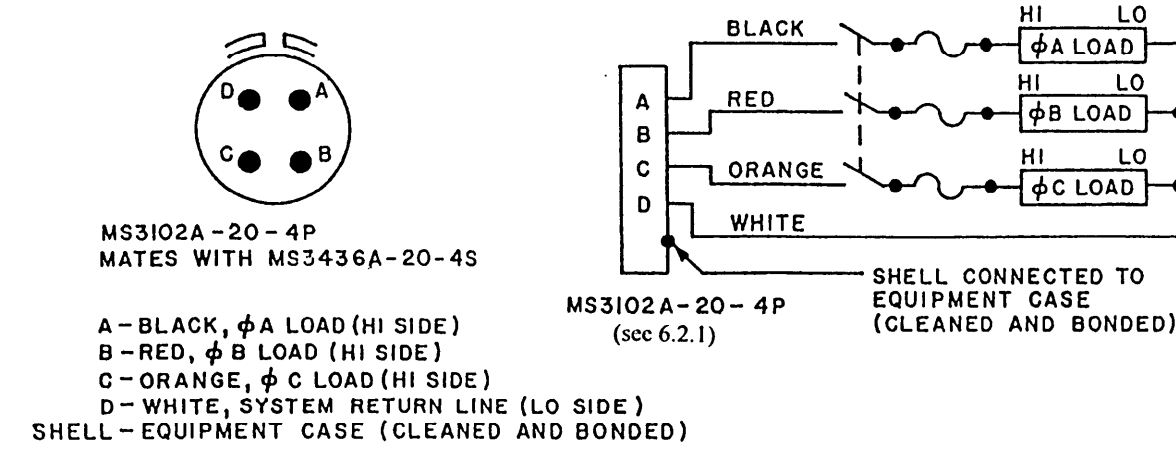 D A
C B
MS3102A-20-4P
MATES WITH MS3436A-20-4S
A-BLACK, ϕA LOAD (HI SIDE)
B-RED, ϕ B LOAD (HI SIDE)
C-ORANGE, ϕ C LOAD (HI SIDE)
D-WHITE, SYSTEM RETURN LINE (LO SIDE)
SHELL-EQUIPMENT CASE (CLEANED AND BONDED)
BLACK
HI LO
ϕA LOAD
A
RED
HI LO
ϕB LOAD
B
ORANGE
HI LO
ϕC LOAD
C
D
WHITE
SHELL CONNECTED TO
EQUIPMENT CASE
(CLEANED AND BONDED)
MS3102A-20-4P
(sec 6.2.1)